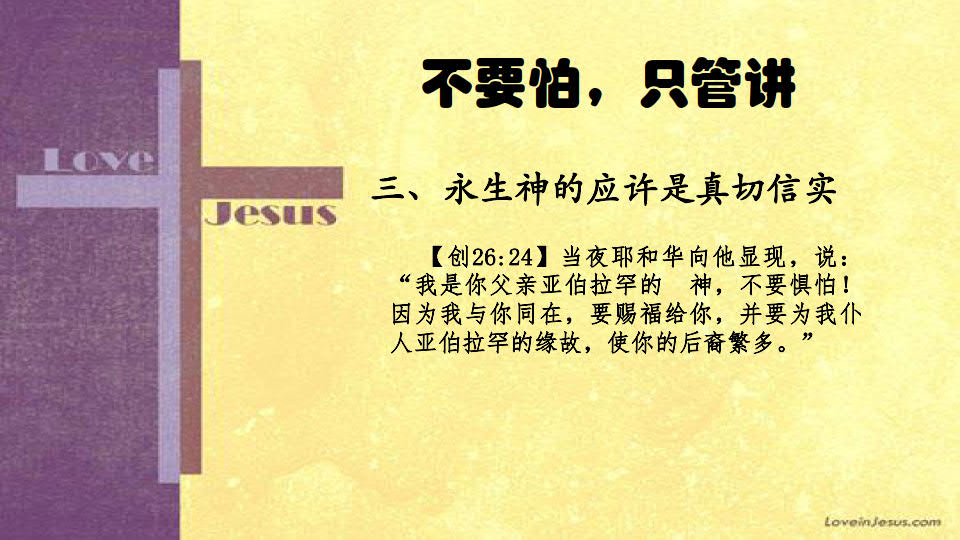 不要怕，只管讲
Love
Jesus
三、永生神的应许是真切信实
【创26:24】当夜耶和华向他显现，说：
“我是你父亲亚伯拉罕的　神，不要惧怕！
因为我与你同在，要赐福给你，并要为我仆
人亚伯拉罕的缘故，使你的后裔繁多。”
LoveinJesus.com